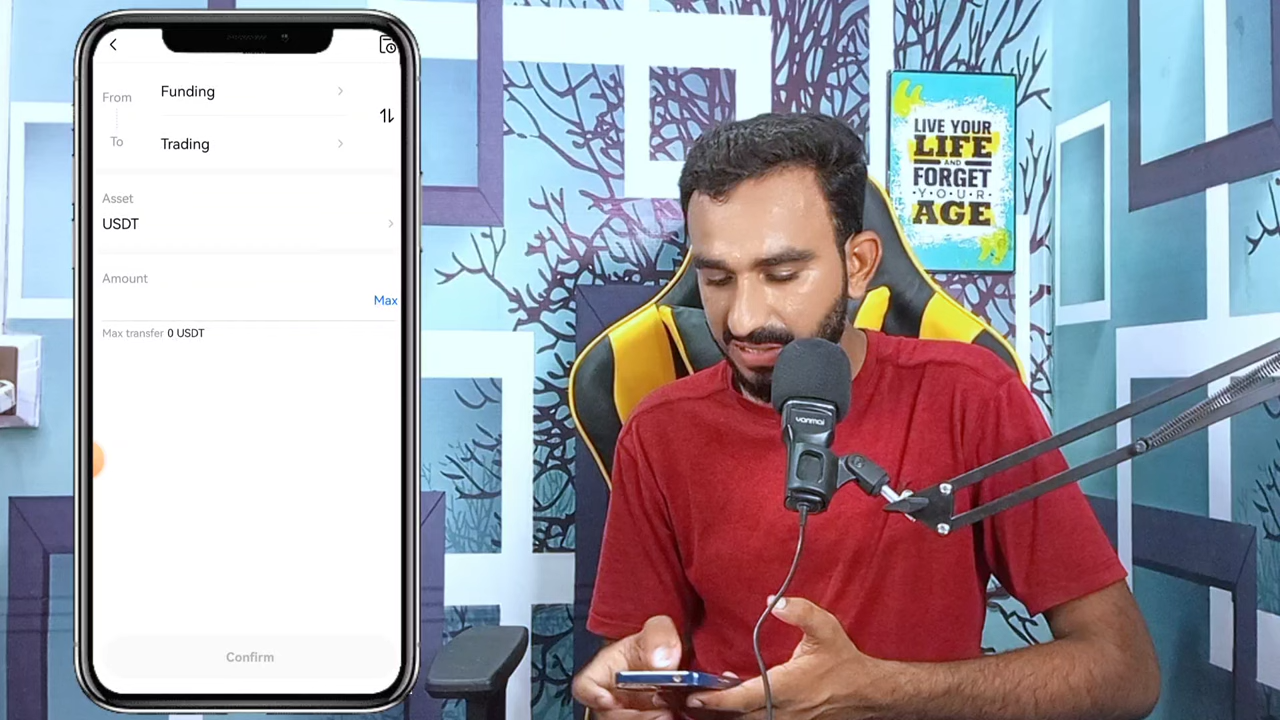 From
Funding
To
Trading
Asset
USDT
Amount
Max
Max transfer 0 USDT
Confirm
LIVE YOUR
LIFE
AND
FORGET
Y·O·U·R
AGE
vanmai